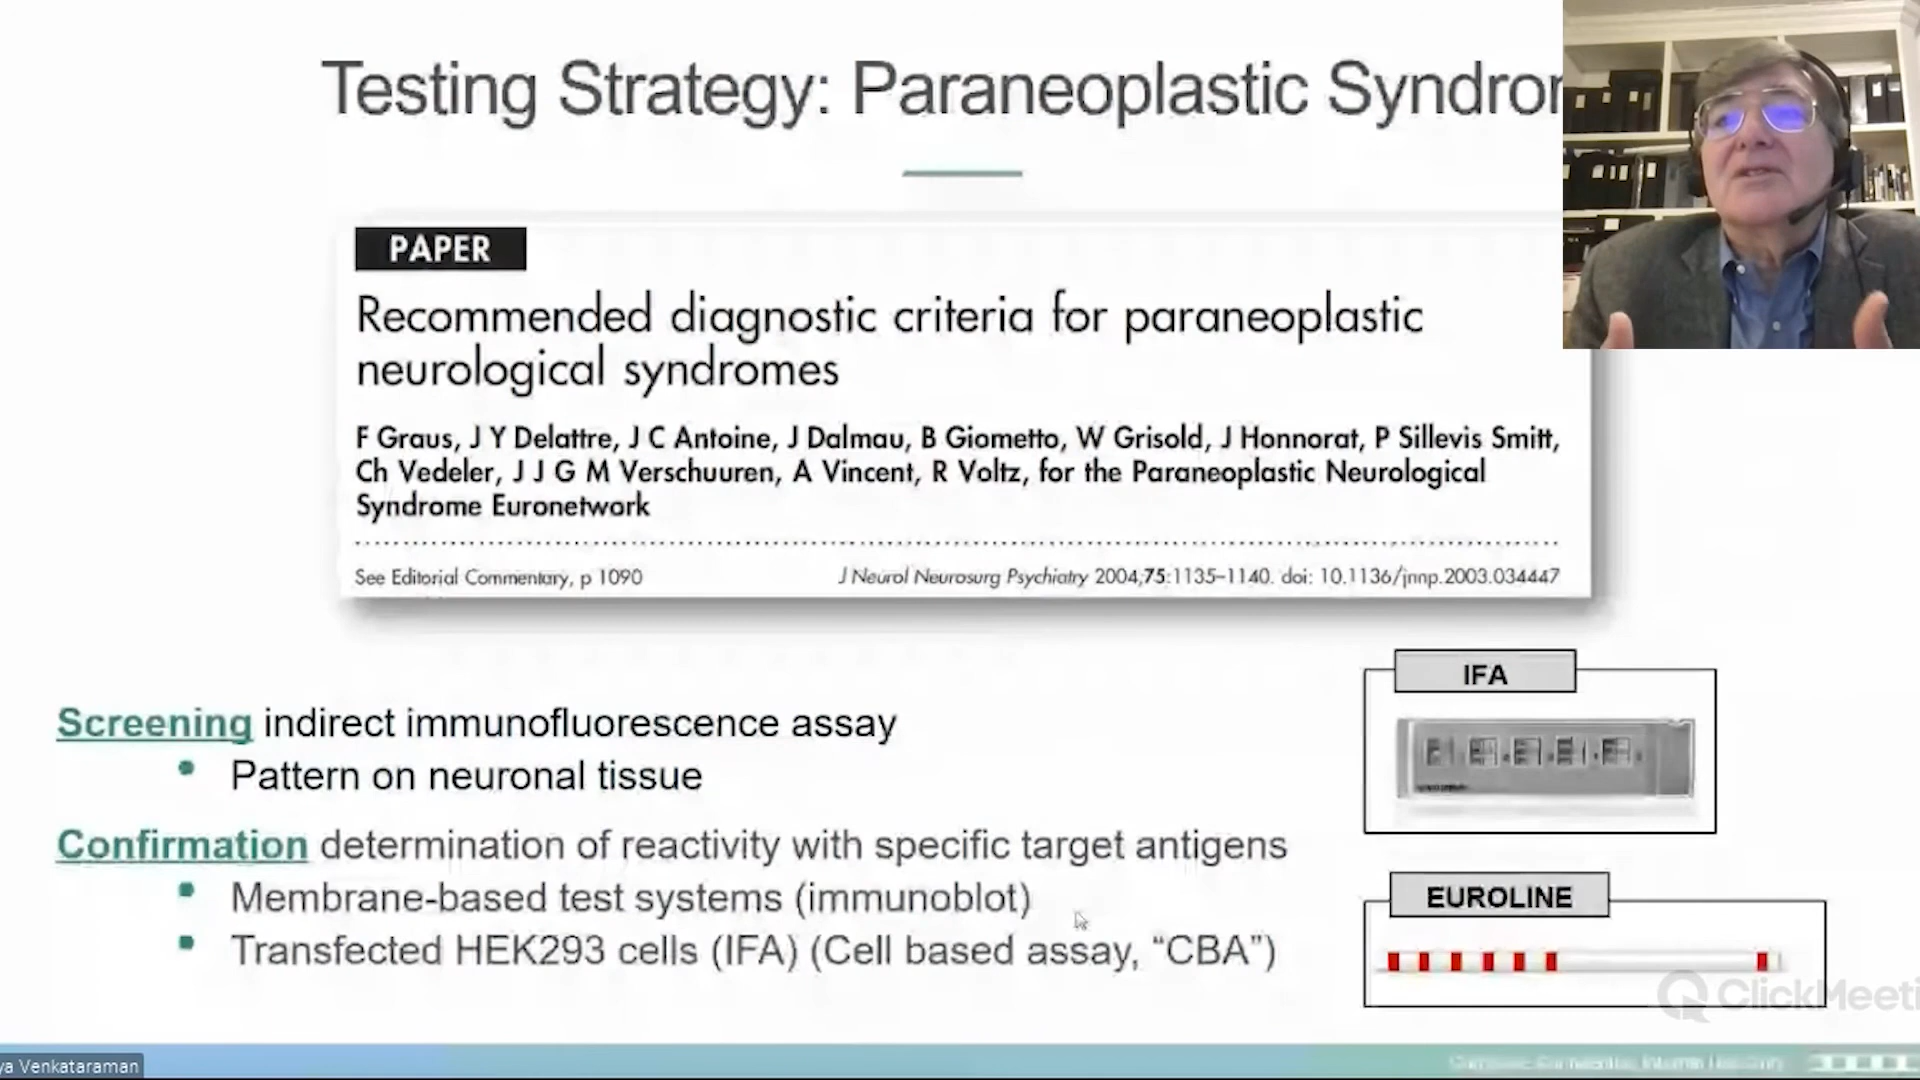 Testing Strategy: Paraneoplastic Syndro
PAPER
Recommended diagnostic criteria for paraneoplastic
neurological syndromes
F Graus, J Y Delattre, J C Antoine, J Dalmau, B Giometto, W Grisold, J Honnorat, P Sillevis Smitt,
Ch Vedeler, J J G M Verschuuren, A Vincent, R Voltz, for the Paraneoplastic Neurological
Syndrome Euronetwork
See Editorial Commentary, p 1090
J Neurol Neurosurg Psychiatry 2004;75:1135–1140. doi: 10.1136/jnnp.2003.034447
Screening indirect immunofluorescence assay
• Pattern on neuronal tissue
Confirmation determination of reactivity with specific target antigens
• Membrane-based test systems (immunoblot)
• Transfected HEK293 cells (IFA) (Cell based assay, “CBA”)
IFA
EUROLINE
ClickMeeti
ya Venkataraman